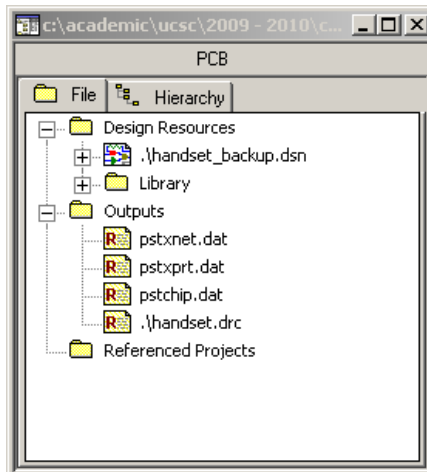 c:\academic\ucsc\2009 - 2010\c...
PCB
File Hierarchy
Design Resources
.\handset_backup.dsn
Library
Outputs
pstxnet.dat
pstxprt.dat
pstchip.dat
.\handset.drc
Referenced Projects